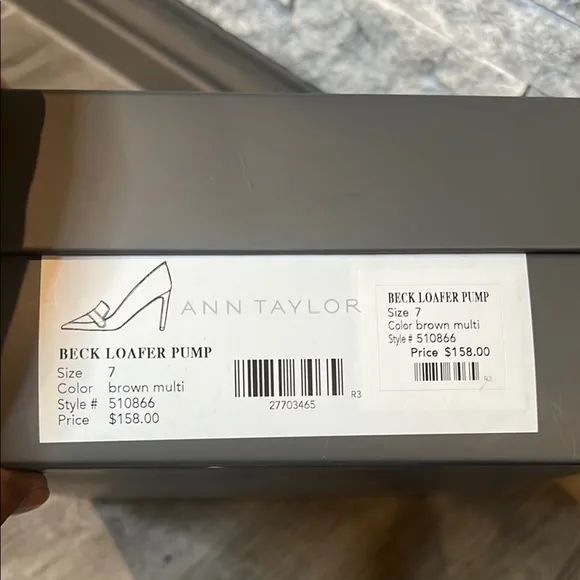 ANN TAYLOR
BECK LOAFER PUMP
Size 7
Color brown multi
Style # 510866
Price $158.00
27703465
R3
BECK LOAFER PUMP
Size 7
Color brown multi
Style # 510866
Price $158.00
R3